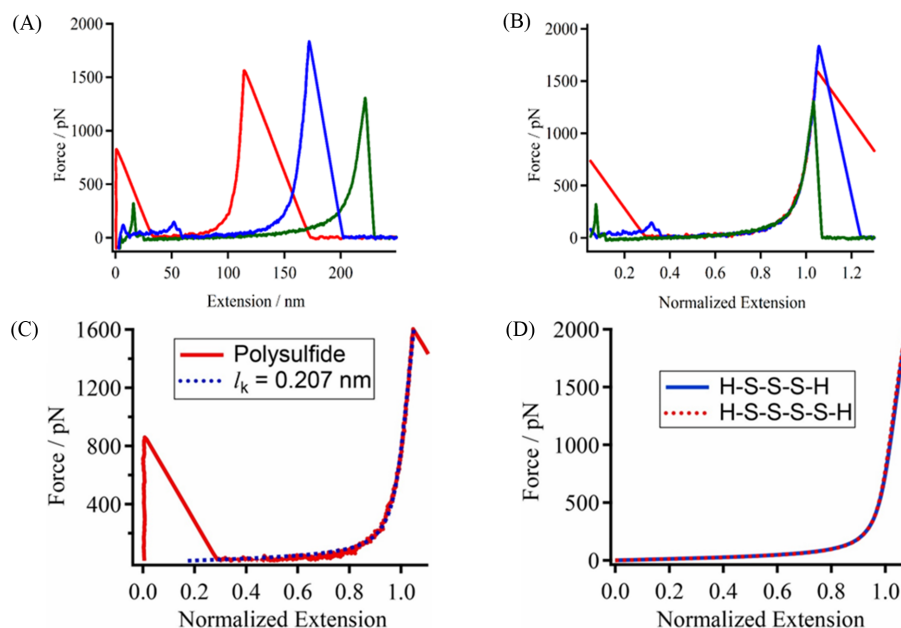 (A)
2000
1500
1000
500
0
Force / pN
0
50
100
150
200
Extension / nm
(B)
2000
1500
1000
500
0
Force / pN
0.2
0.4
0.6
0.8
1.0
1.2
Normalized Extension
(C)
1600
1200
800
400
Force / pN
Polysulfide
lk = 0.207 nm
0.0
0.2
0.4
0.6
0.8
1.0
Normalized Extension
(D)
2000
1500
1000
500
0
Force / pN
H-S-S-S-H
H-S-S-S-S-H
0.0
0.2
0.4
0.6
0.8
1.0
Normalized Extension